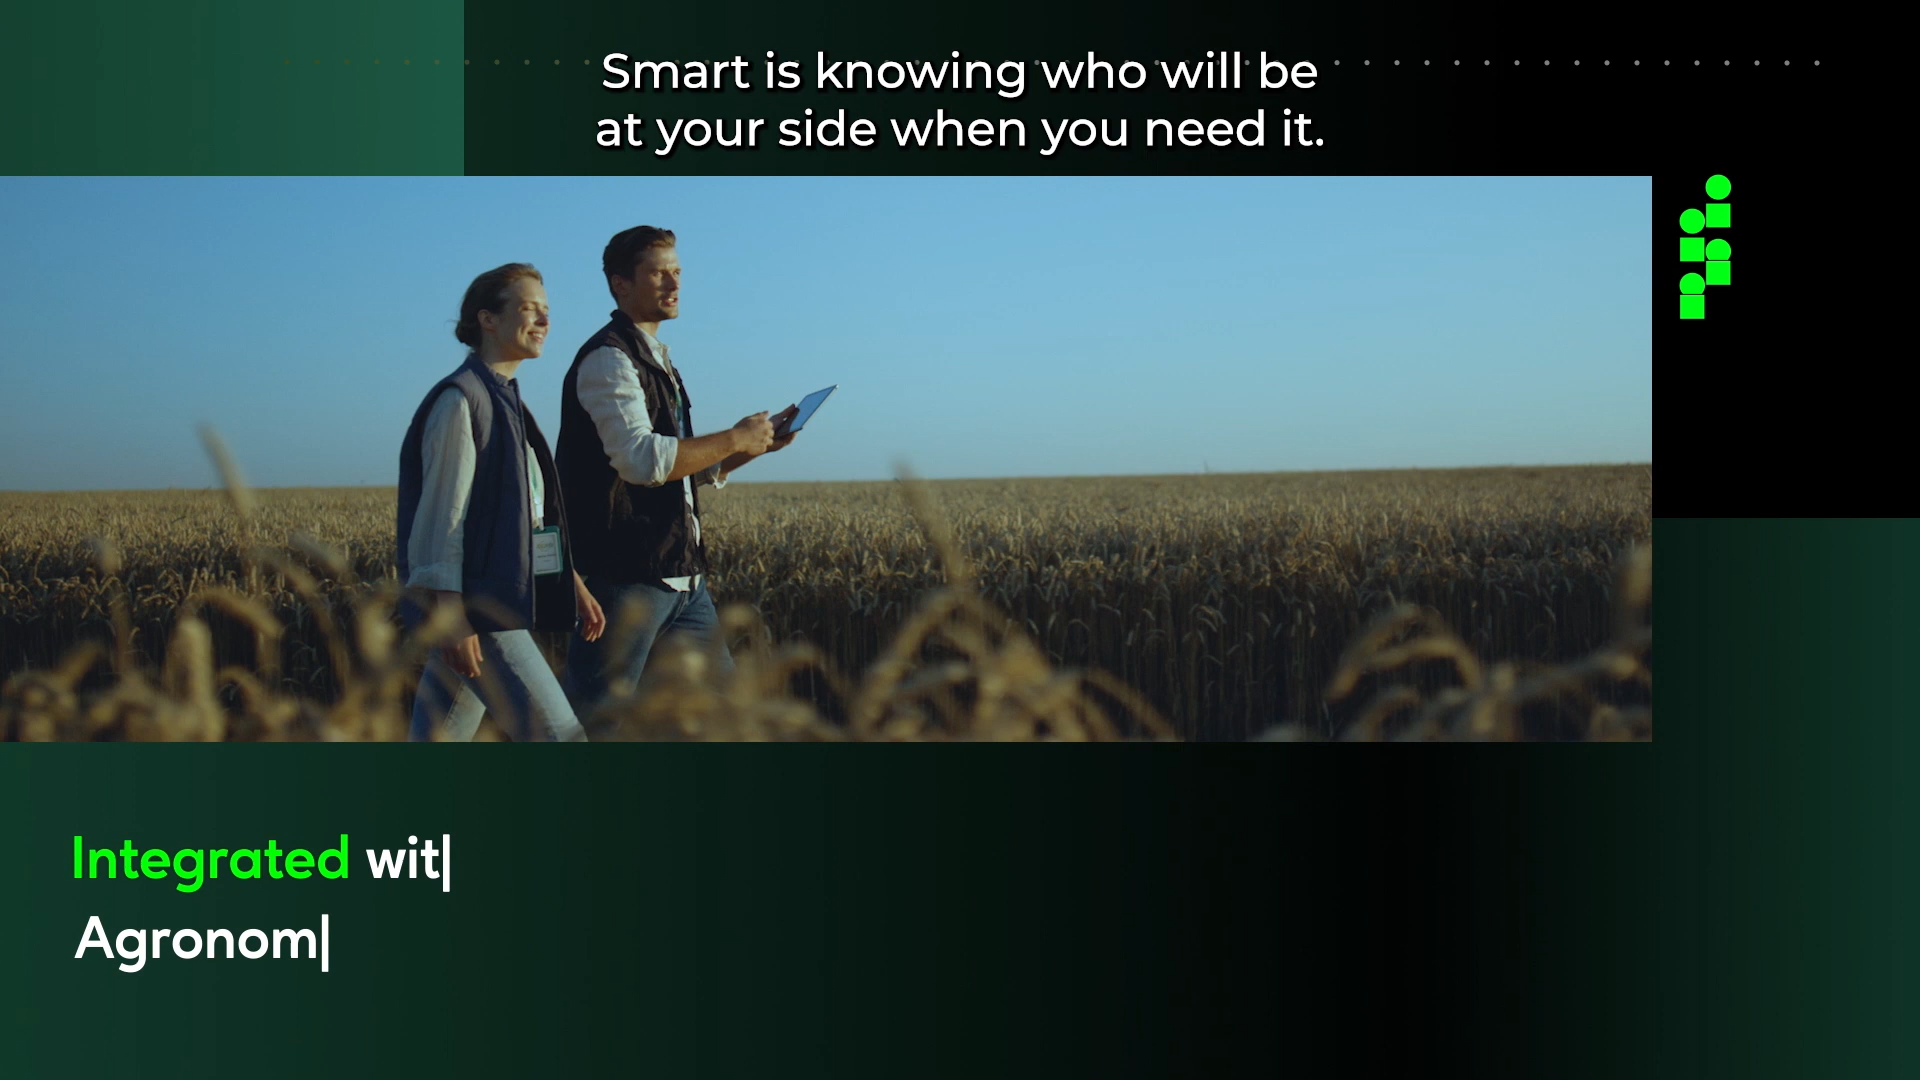 Smart is knowing who will be
at your side when you need it.
Integrated wit
Agronom